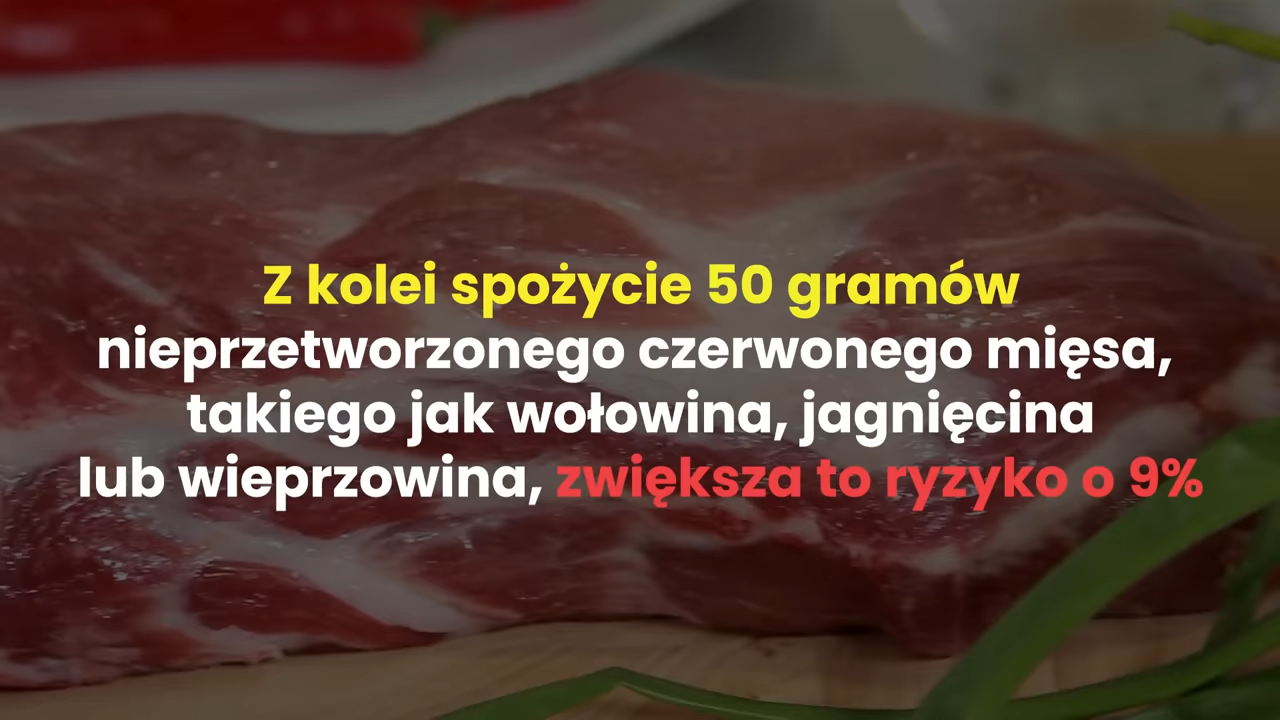 Z kolei spożycie 50 gramów
nieprzetworzonego czerwonego mięsa,
takiego jak wołowina, jagnięcina
lub wieprzowina, zwiększa to ryzyko o 9%